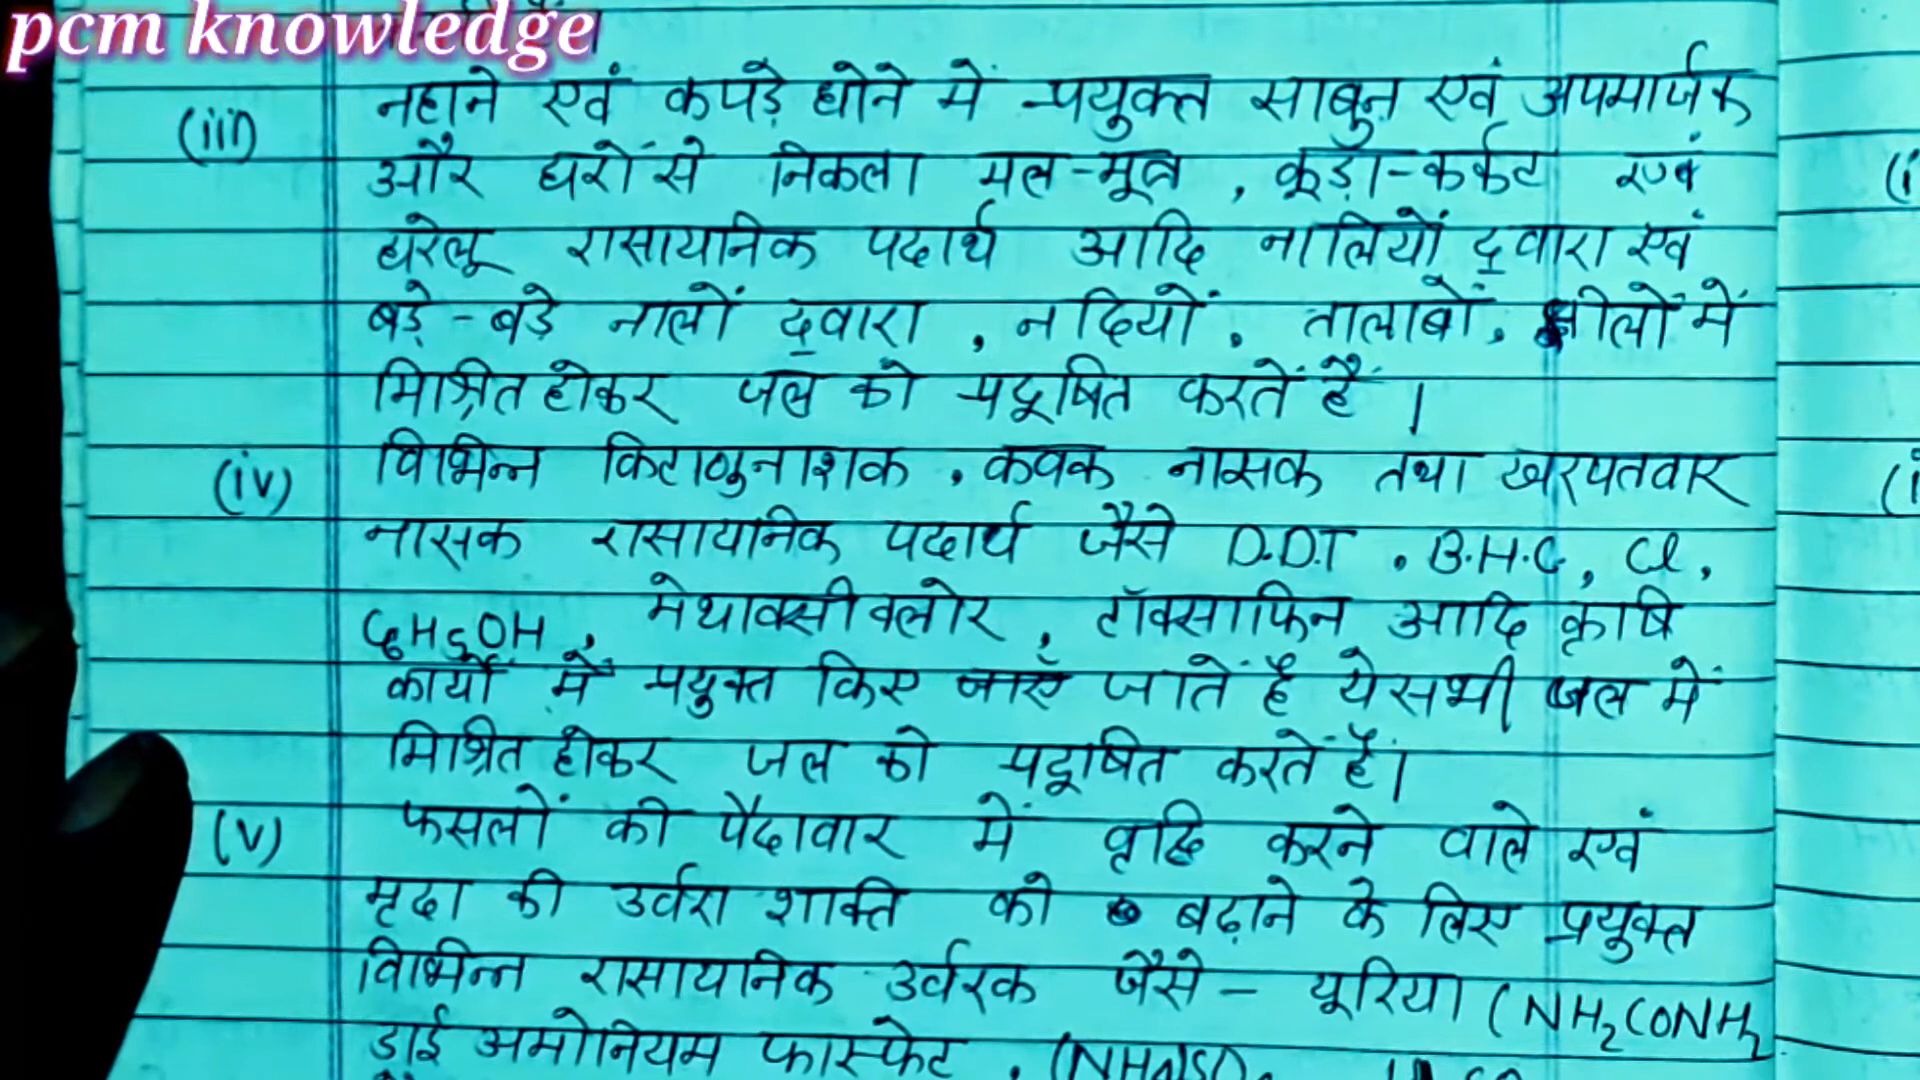 pcm knowledge
(iii) नहाने एवं कपड़े धोने में प्रयुक्त साबुन एवं अपमार्जक
और घरों से निकला मल-मूत्र, कूड़ा-कर्कट एवं
घरेलू रासायनिक पदार्थ आदि नालियों द्वारा एवं
बड़े-बड़े नालों द्वारा, नदियों, तालाबों, झीलों में
मिश्रित होकर जल को प्रदूषित करतें हैं।
(iv) विभिन्न किटाणुनाशक, कवक नासक तथा खरपतवार
नासक रासायनिक पदार्थ जैसे D.D.T, B.H.C, Cl,
C6H5OH, मेथाक्सीक्लोर, टॉक्साफिन आदि कृषि
कार्यों में प्रयुक्त किए जातें है ये सभी जल में
मिश्रित होकर जल को प्रदूषित करतें हैं।
(v) फसलों की पैदावार में वृद्धि करने वाले एवं
मृदा की उर्वरा शक्ति को बढ़ाने के लिए प्रयुक्त
विभिन्न रासायनिक उर्वरक जैसे - यूरिया (NH2CONH2
डाई अमोनियम फास्फेट,